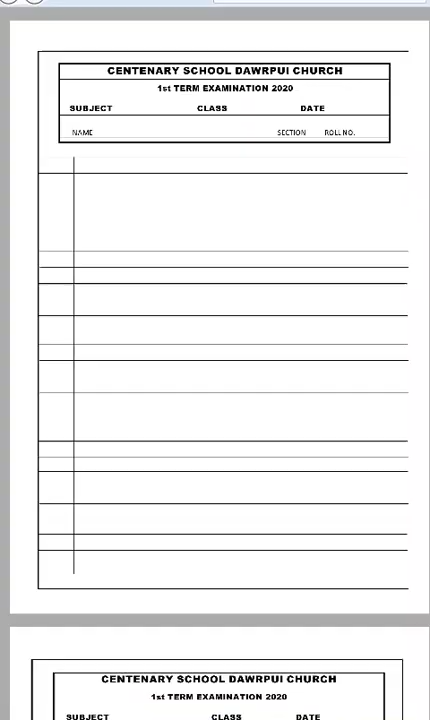 CENTENARY SCHOOL DAWRPUI CHURCH
1st TERM EXAMINATION 2020
SUBJECT CLASS DATE
NAME SECTION ROLL NO.
CENTENARY SCHOOL DAWRPUI CHURCH
1st TERM EXAMINATION 2020
SUBJECT CLASS DATE